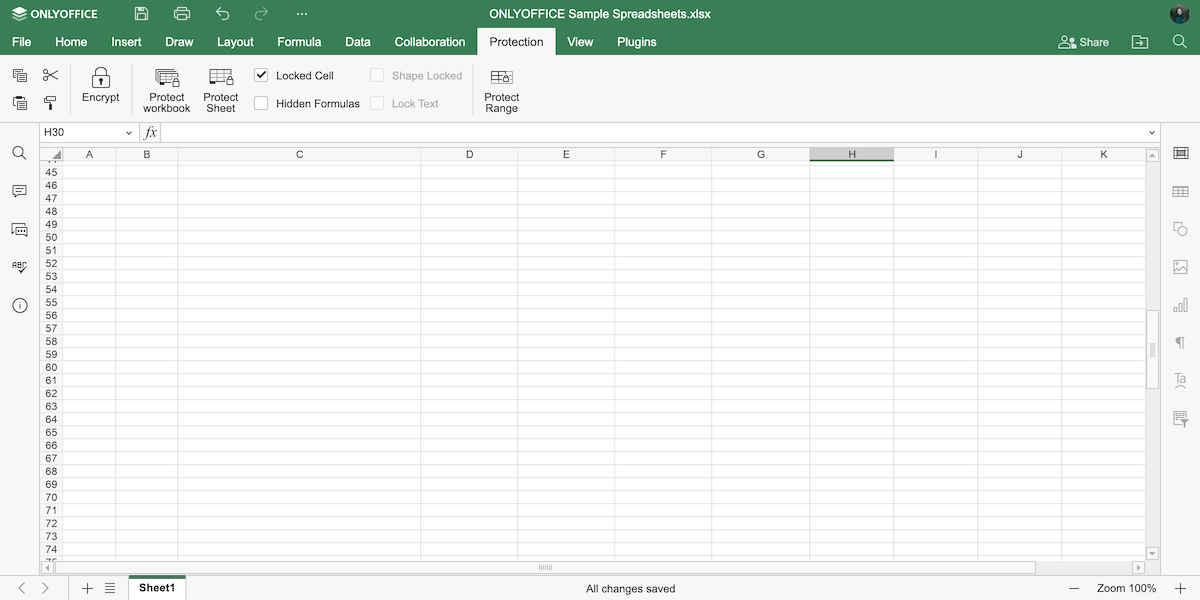 ONLYOFFICE
ONLYOFFICE Sample Spreadsheets.xlsx
File Home Insert Draw Layout Formula Data Collaboration Protection View Plugins Share
Encrypt
Protect workbook
Protect Sheet
Locked Cell
Hidden Formulas
Shape Locked
Lock Text
Protect Range
H30 fx
ABC
Ta
A B C D E F G H I J K
45
46
47
48
49
50
51
52
53
54
55
56
57
58
59
60
61
62
63
64
65
66
67
68
69
70
71
72
73
74
Sheet1
All changes saved
Zoom 100%